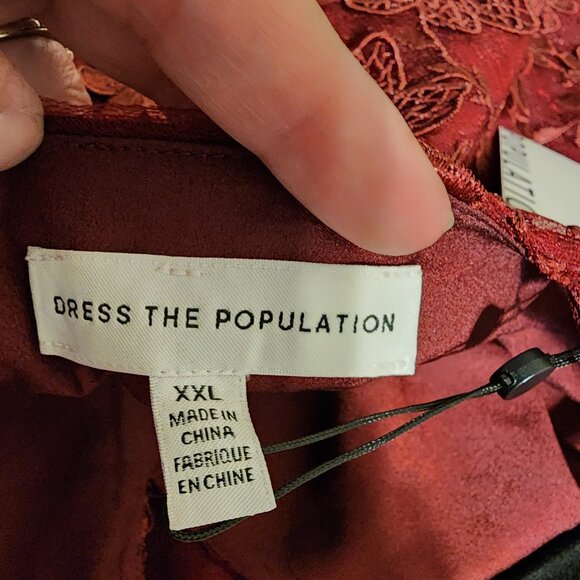 DRESS THE POPULATION
XXL
MADE IN
CHINA
FABRIQUE
EN CHINE